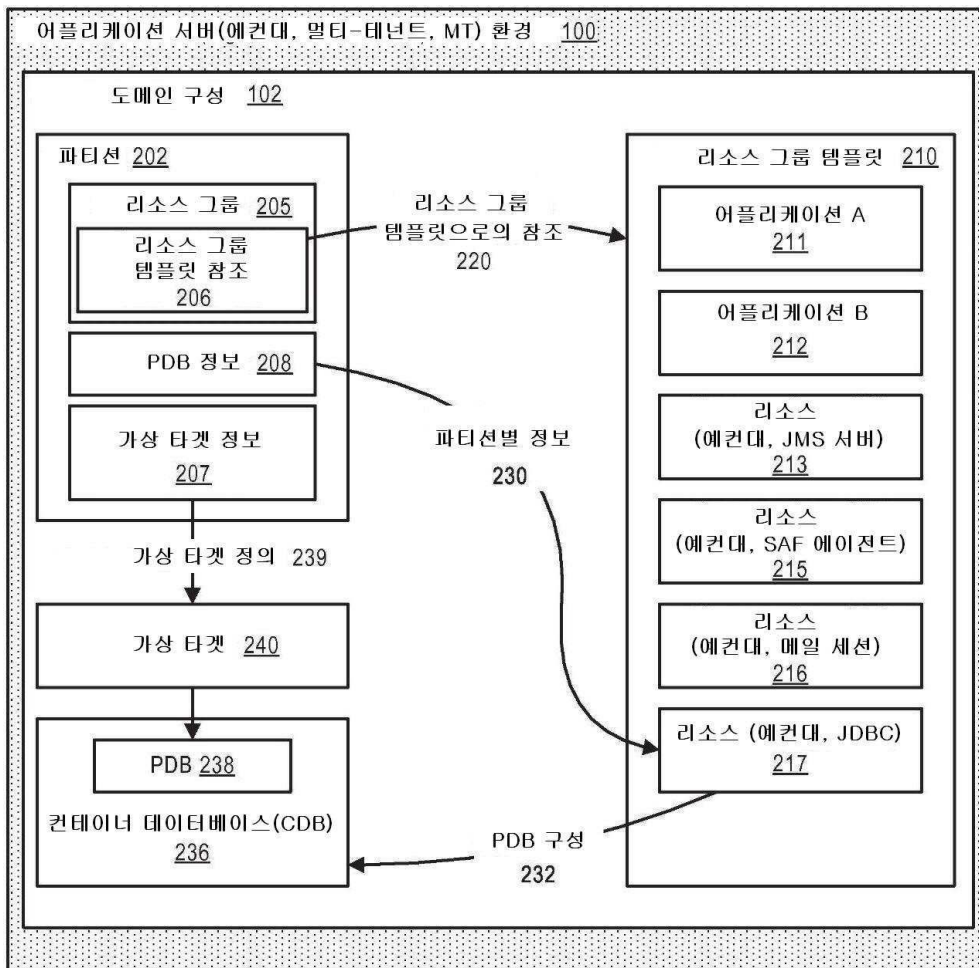 어플리케이션 서버(예컨대, 멀티-테넌트, MT) 환경 100
도메인 구성 102
파티션 202
리소스 그룹 205
리소스 그룹
템플릿 참조
206
PDB 정보 208
가상 타겟 정보
207
리소스 그룹
템플릿으로의 참조
220
파티션별 정보
230
가상 타겟 정의 239
가상 타겟 240
PDB 238
컨테이너 데이터베이스(CDB)
236
PDB 구성
232
리소스 그룹 템플릿 210
어플리케이션 A
211
어플리케이션 B
212
리소스
(예컨대, JMS 서버)
213
리소스
(예컨대, SAF 에이전트)
215
리소스
(예컨대, 메일 세션)
216
리소스 (예컨대, JDBC)
217